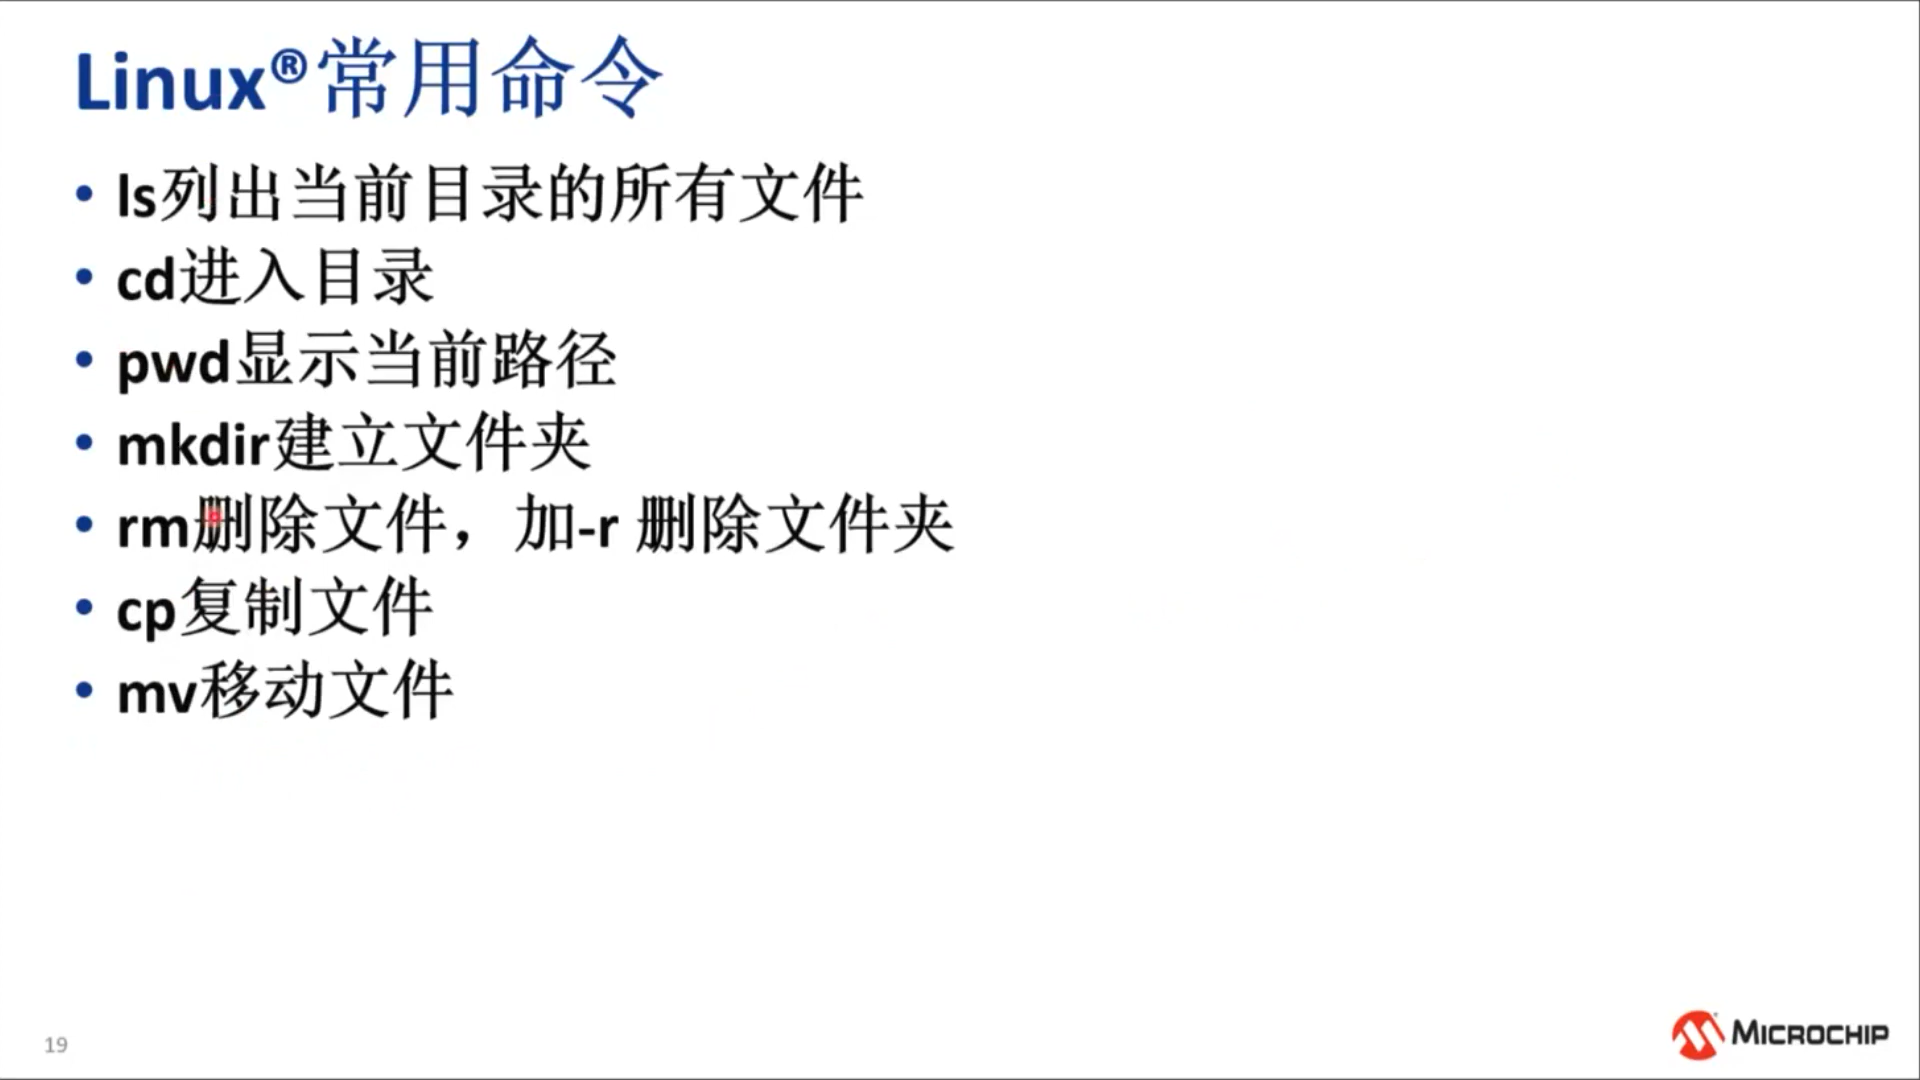 Linux®常用命令
• ls列出当前目录的所有文件
• cd进入目录
• pwd显示当前路径
• mkdir建立文件夹
• rm删除文件，加-r 删除文件夹
• cp复制文件
• mv移动文件
19
MICROCHIP